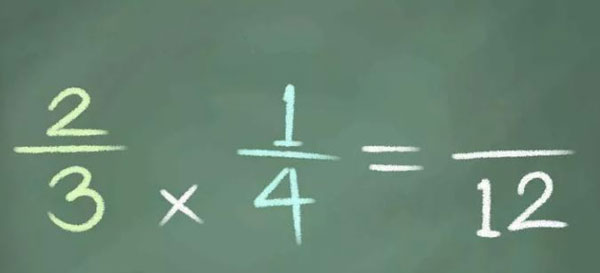 2/3 × 1/4 = /12